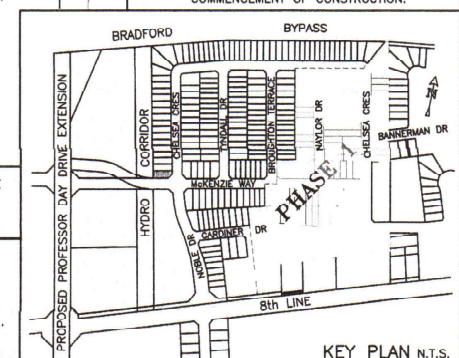 COMMENCEMENT OF CONSTRUCTION.
BRADFORD BYPASS
PROPOSED PROFESSOR DAY DRIVE EXTENSION
HYDRO CORRIDOR
CHELSEA CRES
TYNDALL DR
BROUGHTON TERRACE
NAYLOR DR
CHELSEA CRES
N
BANNERMAN DR
McKENZIE WAY
PHASE 1
NOBLE DR
GARDINER DR
8th LINE
KEY PLAN N.T.S.